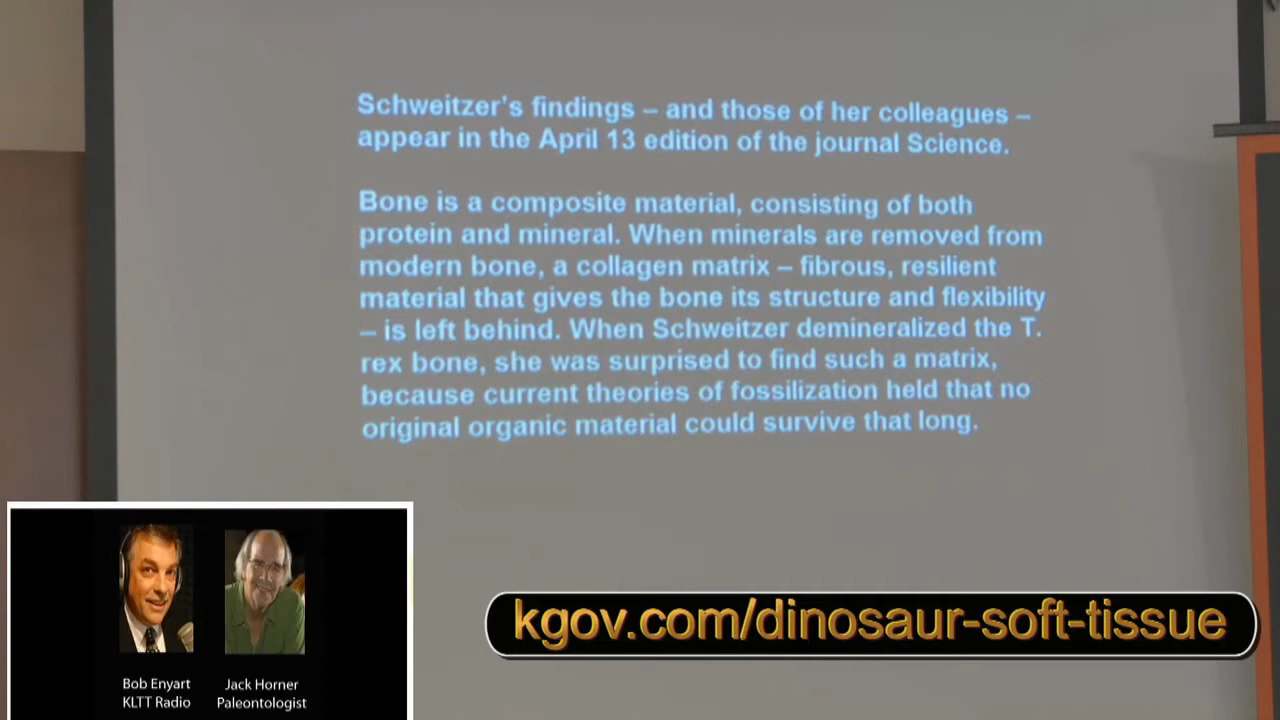 Schweitzer's findings – and those of her colleagues –
appear in the April 13 edition of the journal Science.
Bone is a composite material, consisting of both
protein and mineral. When minerals are removed from
modern bone, a collagen matrix – fibrous, resilient
material that gives the bone its structure and flexibility
– is left behind. When Schweitzer demineralized the T.
rex bone, she was surprised to find such a matrix,
because current theories of fossilization held that no
original organic material could survive that long.
kgov.com/dinosaur-soft-tissue
Bob Enyart
KLTT Radio
Jack Horner
Paleontologist